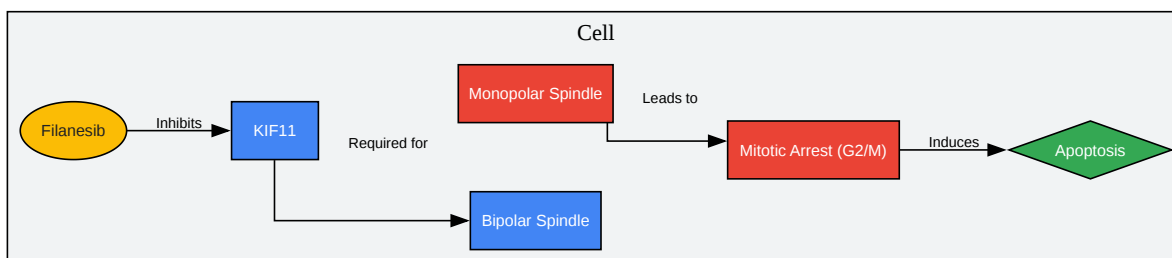 Cell
Filanesib
Inhibits
KIF11
Required for
Bipolar Spindle
Monopolar Spindle
Leads to
Mitotic Arrest (G2/M)
Induces
Apoptosis